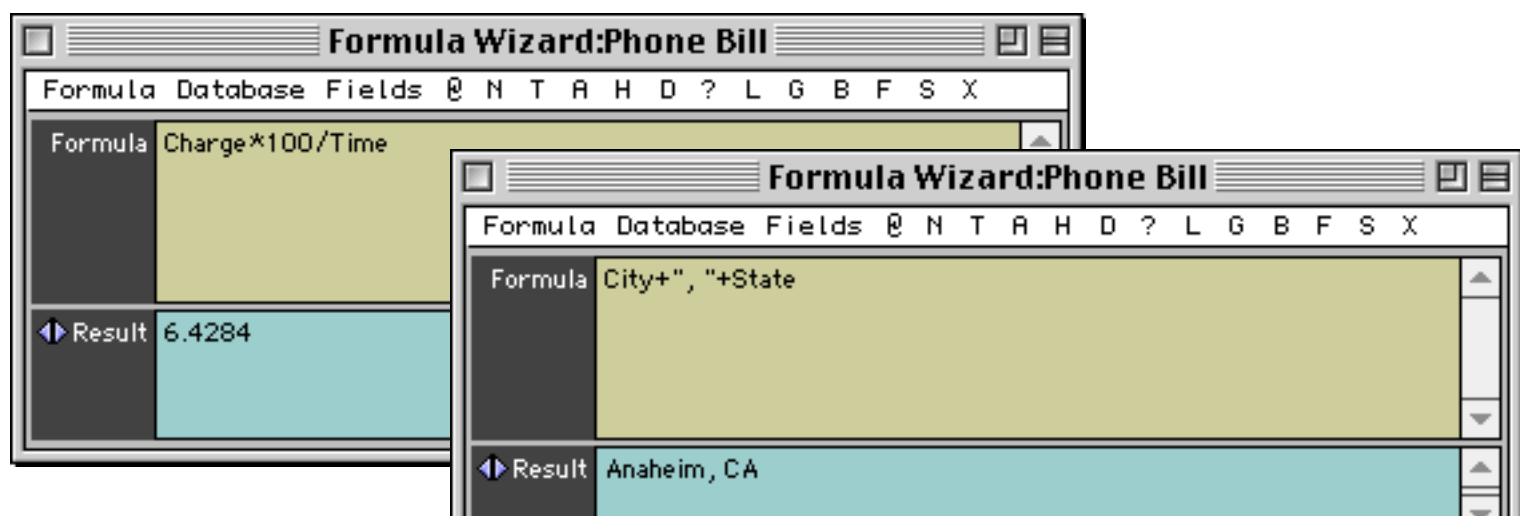 Formula Wizard:Phone Bill
Formula Database Fields @ N T A H D ? L G B F S X
Formula Charge*100/Time
Result 6.4284
Formula Wizard:Phone Bill
Formula Database Fields @ N T A H D ? L G B F S X
Formula City+", "+State
Result Anaheim, CA